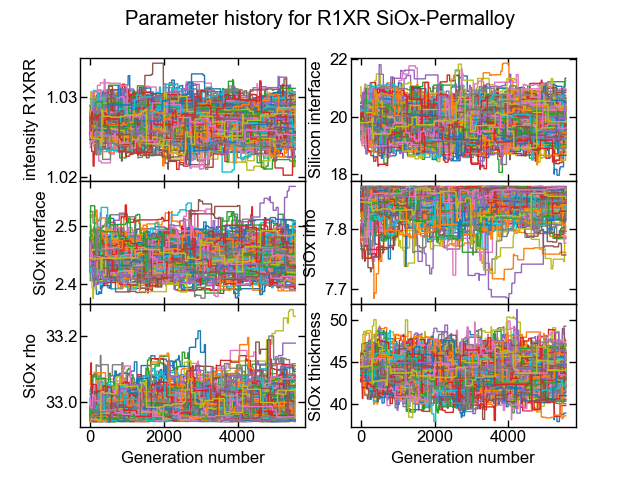 Parameter history for R1XR SiOx-Permalloy
intensity R1XRR
1.03
1.02
Silicon interface
22
20
18
SiOx interface
2.5
2.4
SiOx irho
7.8
7.7
SiOx rho
33.2
33.0
0
2000
4000
Generation number
SiOx thickness
50
45
40
0
2000
4000
Generation number